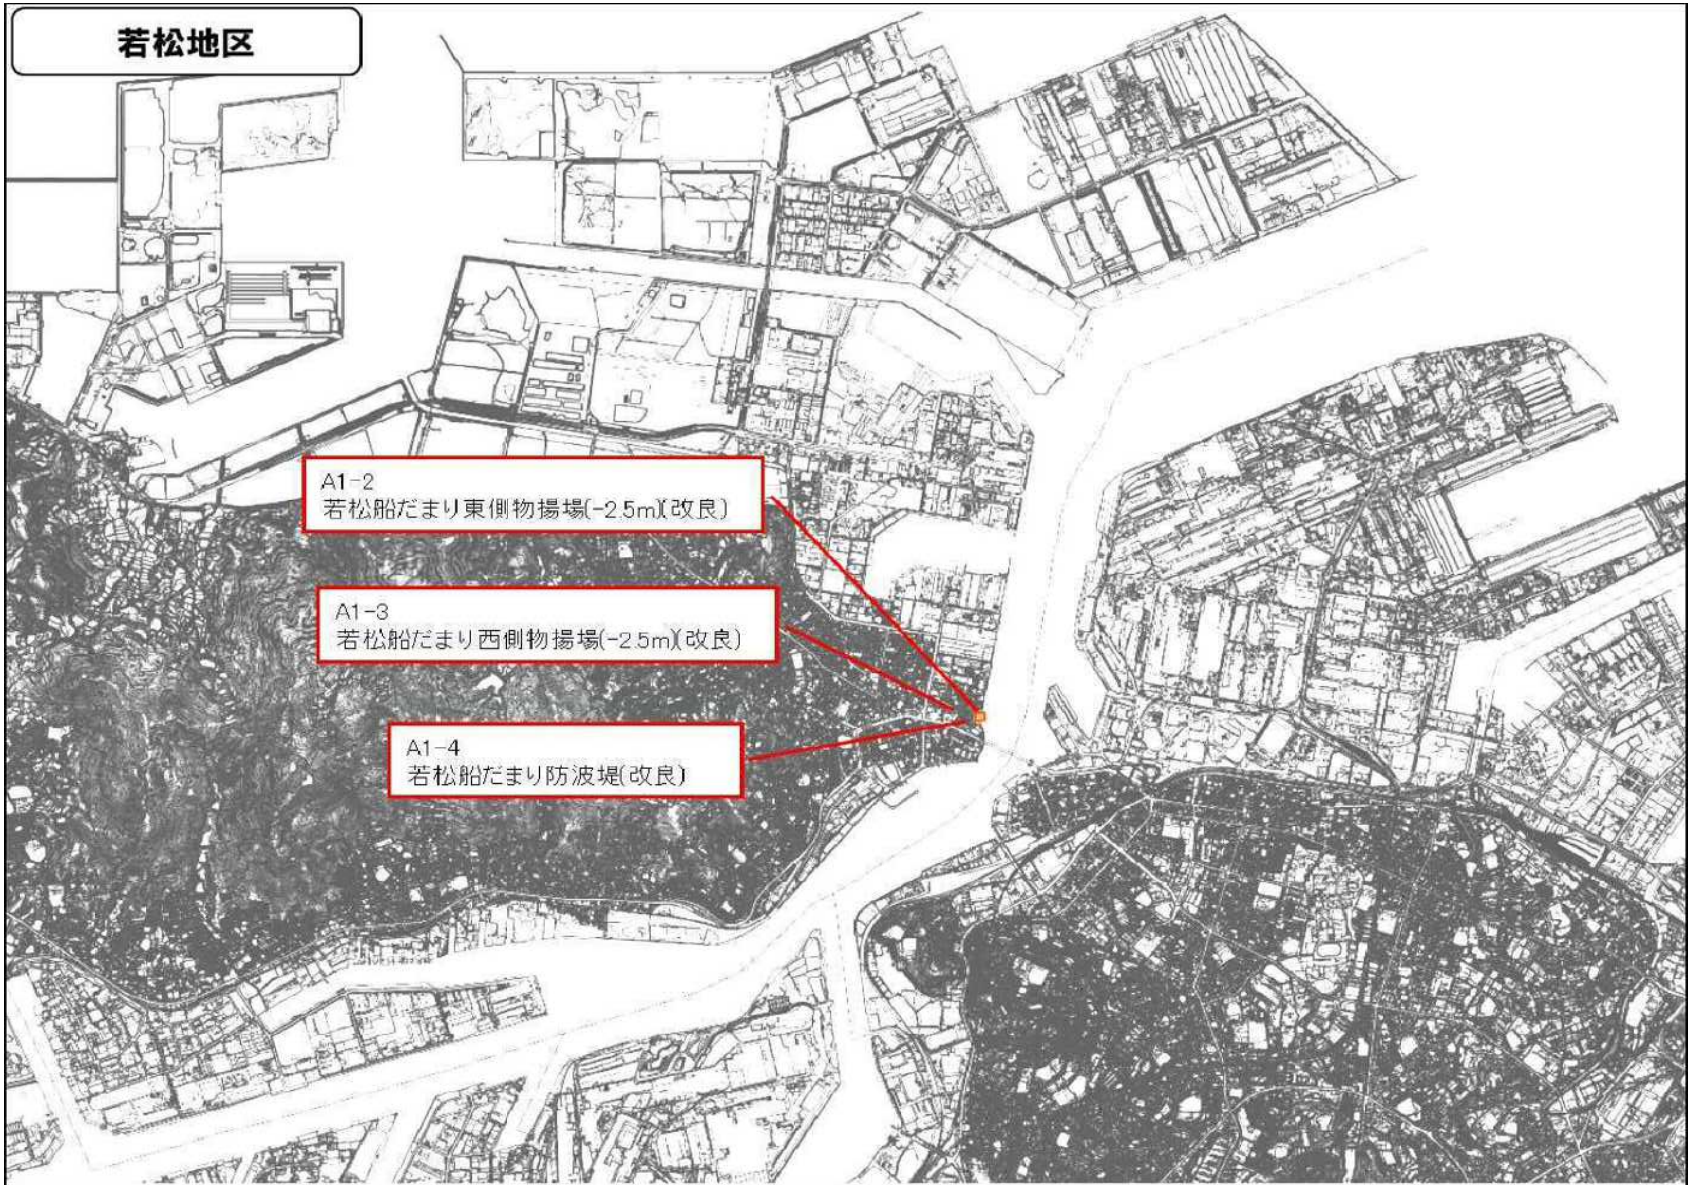 若松地区
A1-2
若松船だまり東側物揚場(-2.5m)(改良)
A1-3
若松船だまり西側物揚場(-2.5m)(改良)
A1-4
若松船だまり防波堤(改良)